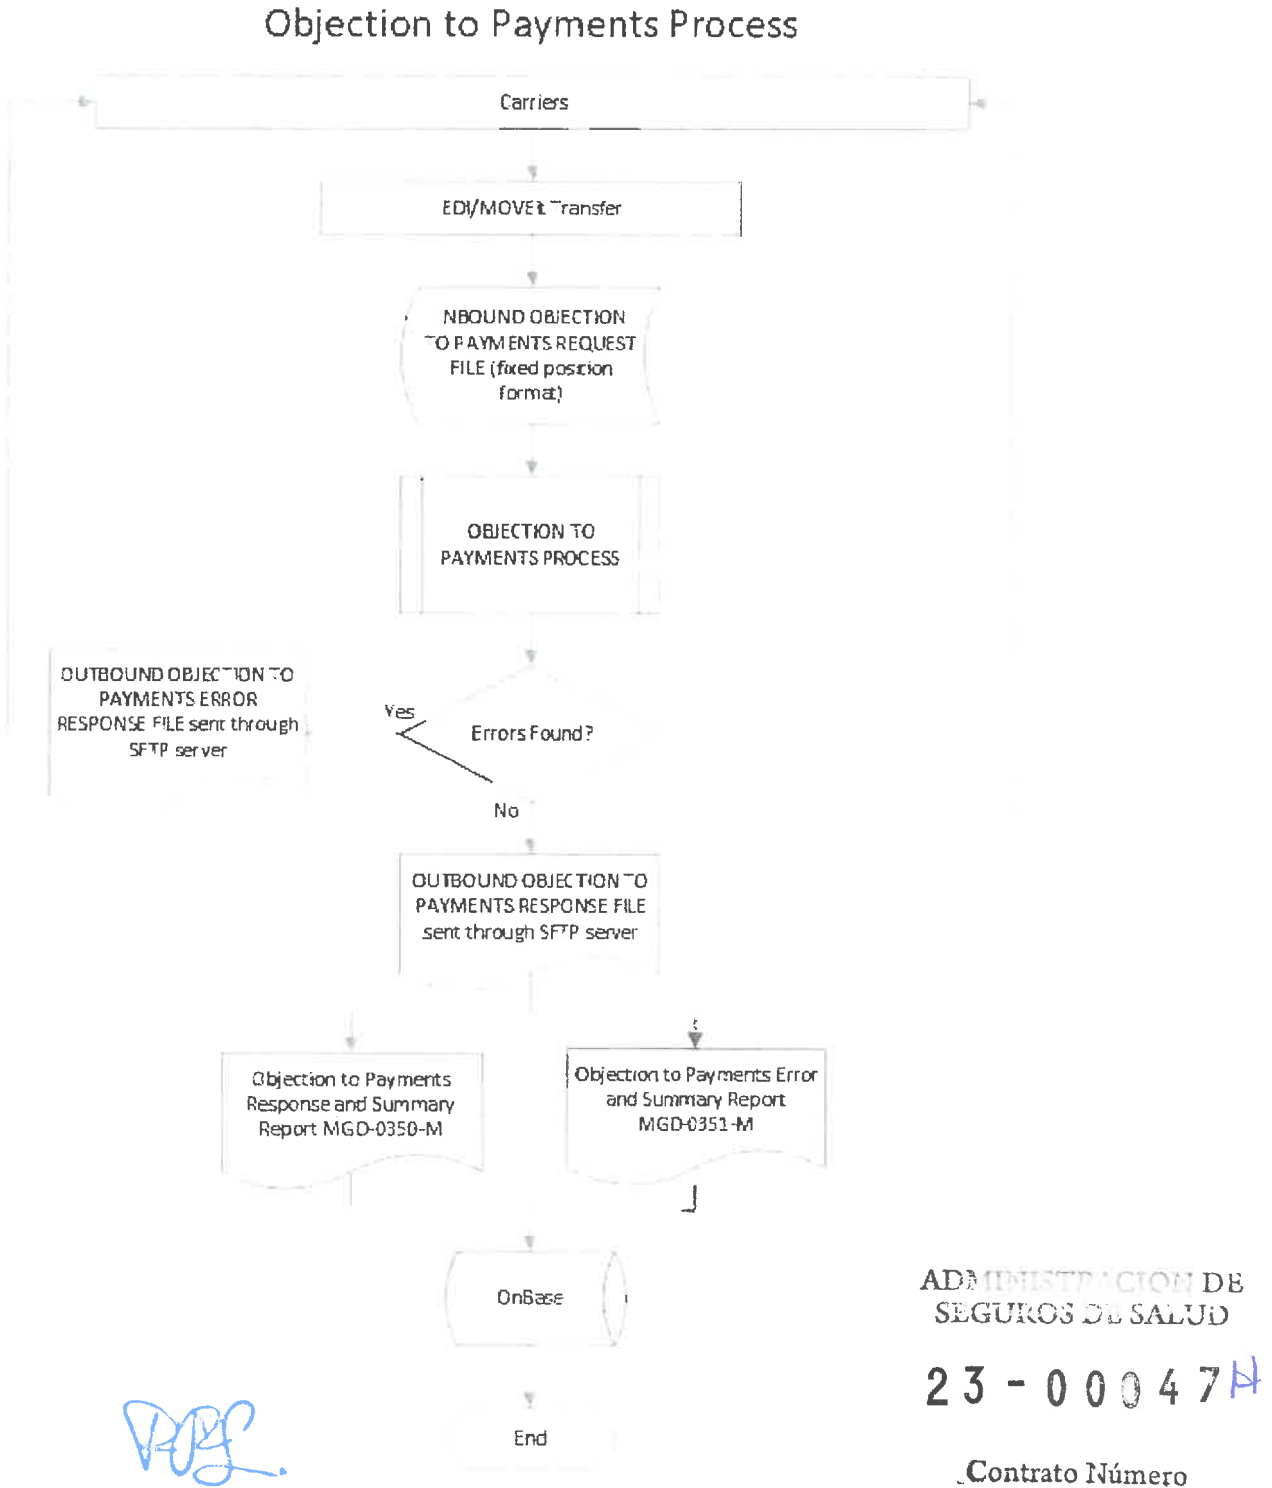 Objection to Payments Process
Carriers
EDI/MOVEit Transfer
NBOUND OBJECTION
TO PAYMENTS REQUEST
FILE (fixed position
format)
OBJECTION TO
PAYMENTS PROCESS
OUTBOUND OBJECTION TO
PAYMENTS ERROR
RESPONSE FILE sent through
SFTP server
Yes
Errors Found?
No
OUTBOUND OBJECTION TO
PAYMENTS RESPONSE FILE
sent through SFTP server
Objection to Payments
Response and Summary
Report MGD-0350-M
Objection to Payments Error
and Summary Report
MGD-0351-M
OnBase
End
ADMINISTRACION DE
SEGUROS DE SALUD
23-00047
Contrato Número